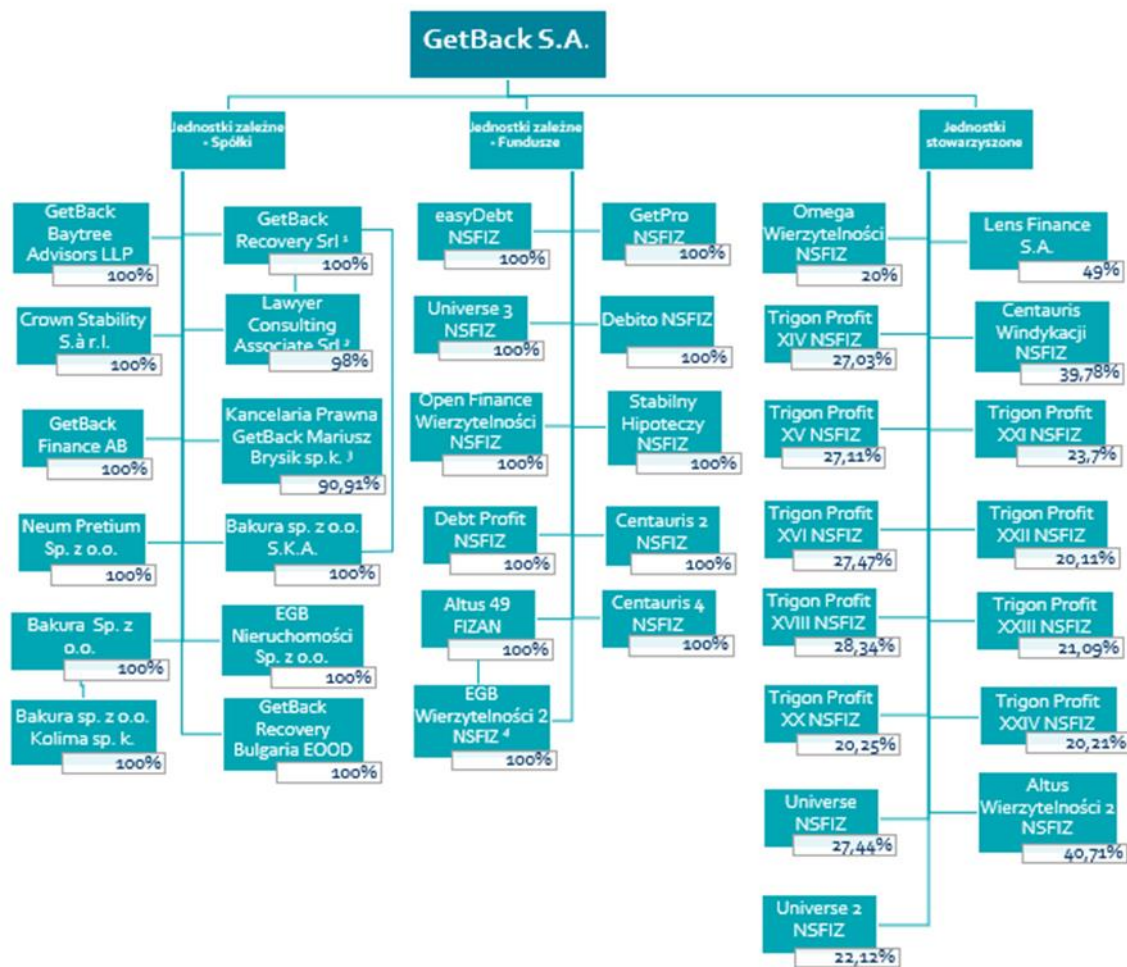 GetBack S.A.
Jednostki zależne
- Spółki
Jednostki zależne
- Fundusze
Jednostki
stowarzyszone
GetBack
Baytree
Advors LLP
100%
GetBack
Recovery Srl ¹
100%
Crown Stability
S.à r.l.
100%
Lawyer
Consulting
Associate Srl ²
98%
GetBack
Finance AB
100%
Kancelaria Prawna
GetBack Mariusz
Brysik sp.k. ³⁾
90,91%
Neum Pretium
Sp. z o.o.
100%
Bakura sp. z o.o.
S.K.A.
100%
Bakura Sp. z
o.o.
100%
EGB
Nieruchomości
Sp. z o.o.
100%
Bakura sp. z o.o.
Kolima sp. k.
100%
GetBack
Recovery
Bulgaria EOOD
100%
easyDebt
NSFIZ
100%
GetPro
NSFIZ
100%
Universe 3
NSFIZ
100%
Debito NSFIZ
100%
Open Finance
Wierzytelności
NSFIZ
100%
Stabilny
Hipoteczy
NSFIZ
100%
Debt Profit
NSFIZ
100%
Centauris 2
NSFIZ
100%
Altus 49
FIZAN
100%
Centauris 4
NSFIZ
100%
EGB
Wierzytelności 2
NSFIZ ⁴
100%
Omega
Wierzytelności
NSFIZ
20%
Lens Finance
S.A.
49%
Trigon Profit
XIV NSFIZ
27,03%
Centauris
Windykacji
NSFIZ
39,78%
Trigon Profit
XV NSFIZ
27,11%
Trigon Profit
XXI NSFIZ
23,7%
Trigon Profit
XVI NSFIZ
27,47%
Trigon Profit
XXII NSFIZ
20,11%
Trigon Profit
XVIII NSFIZ
28,34%
Trigon Profit
XXIII NSFIZ
21,09%
Trigon Profit
XX NSFIZ
20,25%
Trigon Profit
XXIV NSFIZ
20,21%
Universe
NSFIZ
27,44%
Altus
Wierzytelności 2
NSFIZ
40,71%
Universe 2
NSFIZ
22,12%